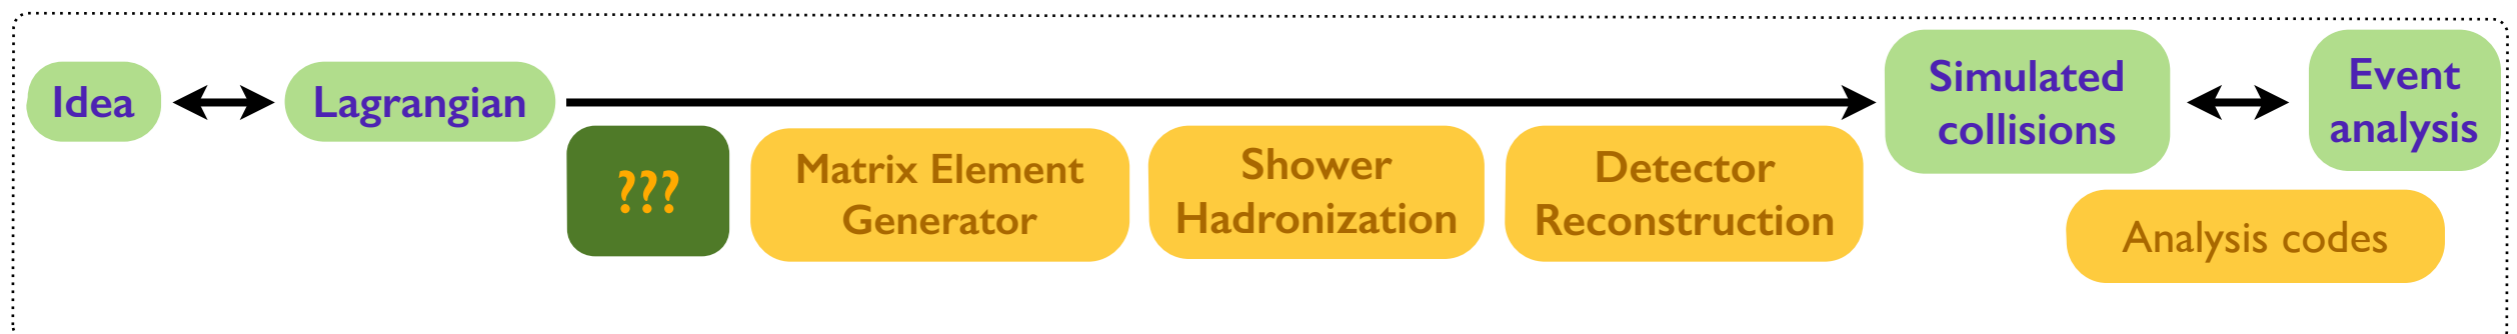 Idea
Lagrangian
Simulated
collisions
Event
analysis
???
Matrix Element
Generator
Shower
Hadronization
Detector
Reconstruction
Analysis codes